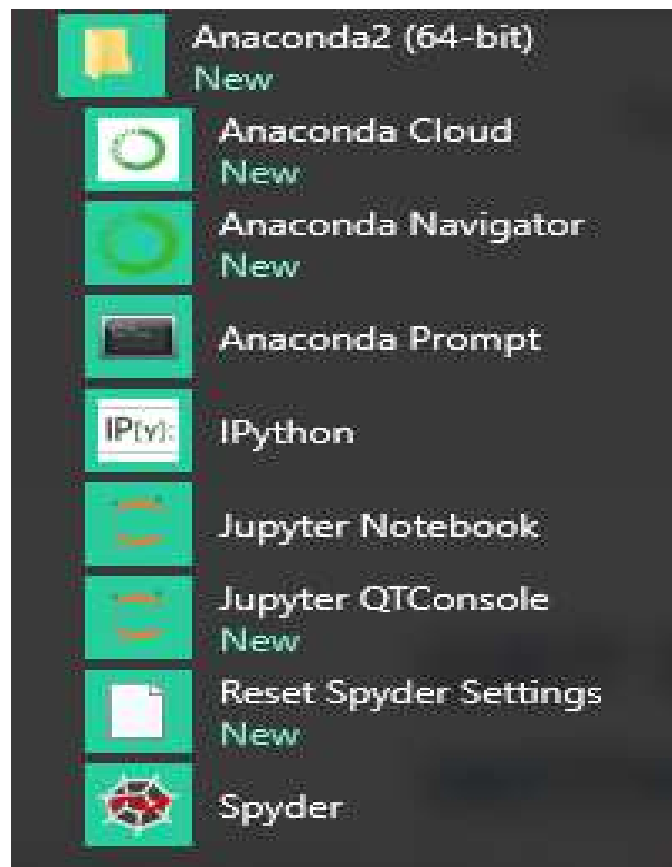 Anaconda2 (64-bit)
New
Anaconda Cloud
New
Anaconda Navigator
New
Anaconda Prompt
IP[y]:
IPython
Jupyter Notebook
Jupyter QTConsole
New
Reset Spyder Settings
New
Spyder